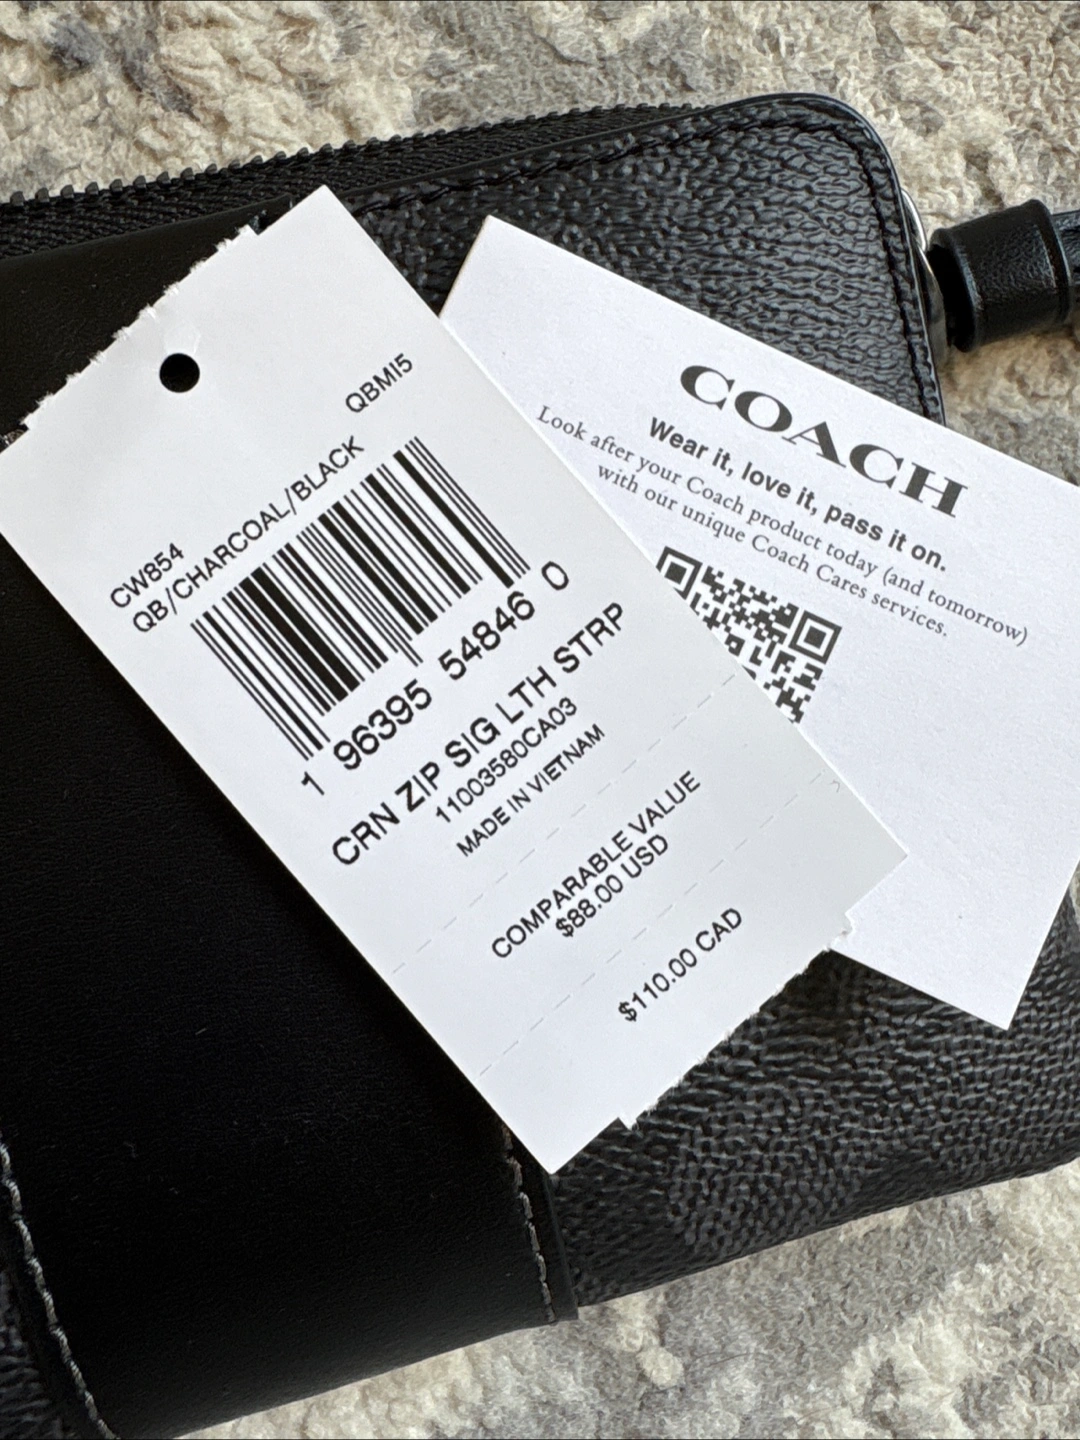 QBMI5
CW854
QB/CHARCOAL/BLACK
1 96395 54846 0
CRN ZIP SIG LTH STRP
11003580CA03
MADE IN VIETNAM
COMPARABLE VALUE
$88.00 USD
$110.00 CAD
COACH
Wear it, love it, pass it on.
Look after your Coach product today (and tomorrow)
with our unique Coach Cares services.